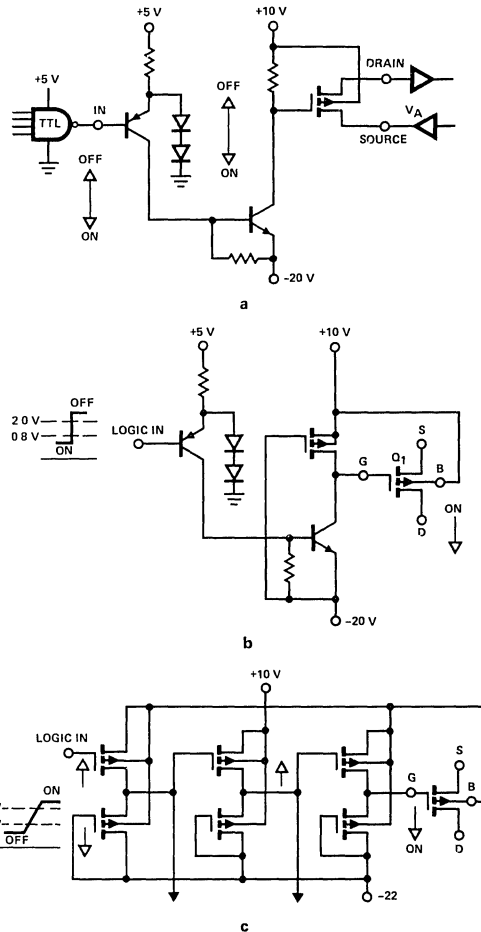 +5 V
+10 V
OFF
DRAIN
+5 V
TTL
IN
VA
SOURCE
OFF
ON
ON
–20 V
a
+5 V
+10 V
OFF
2 0 V
0 8 V
ON
LOGIC IN
S
G
Q1
B
ON
D
–20 V
b
+10 V
LOGIC IN
ON
OFF
S
G
B
ON
D
–22
c